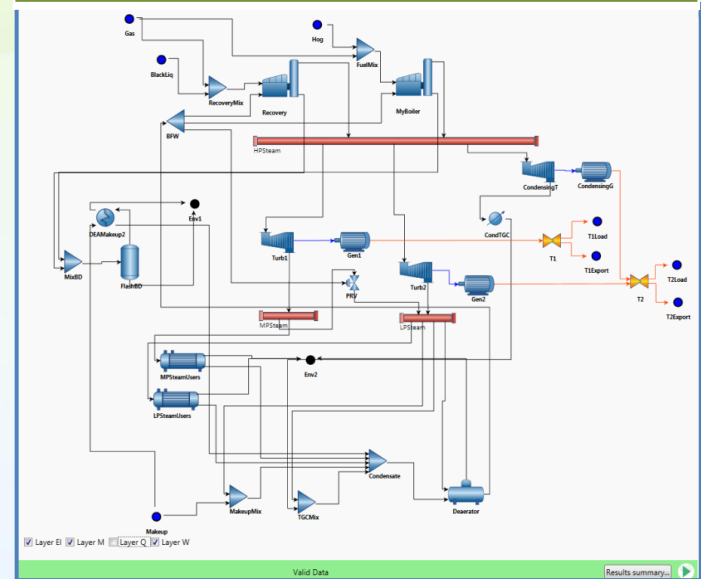 Gas
Hog
BlackLiq
FuelMix
RecoveryMix
Recovery
MyBoiler
BFW
HPSteam
CondensingT
CondensingG
Env1
DEAMakeup2
CondTGC
T1Load
Gen1
T1
T1Export
MixBD
FlashBD
Turb1
Turb2
Gen2
PRV
T2Load
T2
T2Export
MPSteam
LPSteam
MPSteamUsers
Env2
LPSteamUsers
Condensate
MakeupMix
TGCMix
Deaerator
Makeup
Layer El Layer M Layer Q Layer W
Valid Data
Results summary...